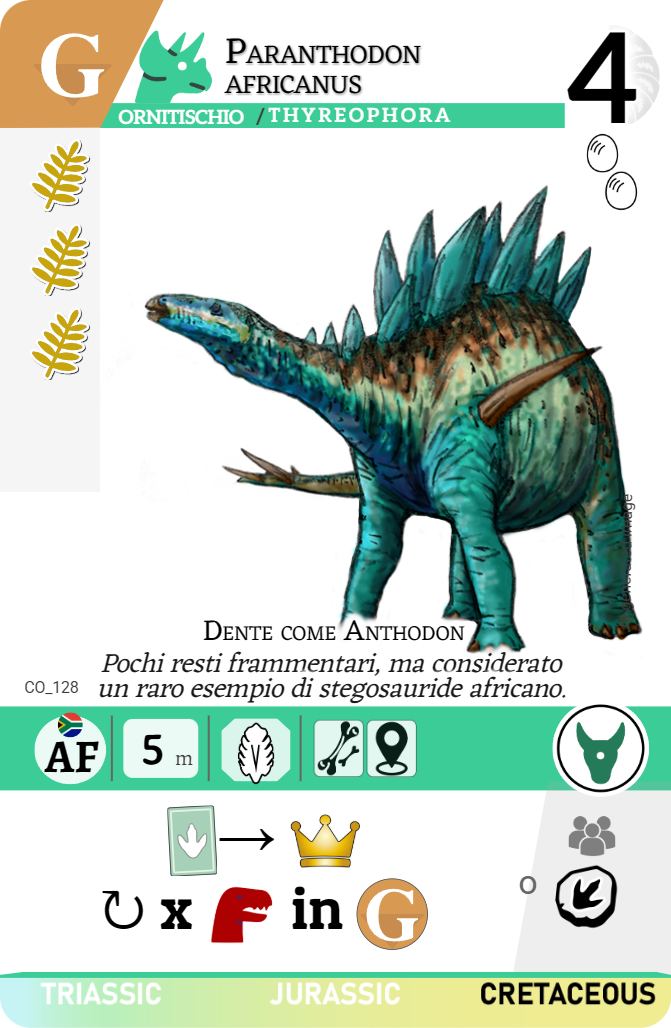 G
PARANTHODON
AFRICANUS
4
ORNITISCHIO / THYREOPHORA
DENTE COME ANTHODON
Pochi resti frammentari, ma considerato
un raro esempio di stegosauride africano.
CO_128
AF
5 m
x in G
O
TRIASSIC JURASSIC CRETACEOUS